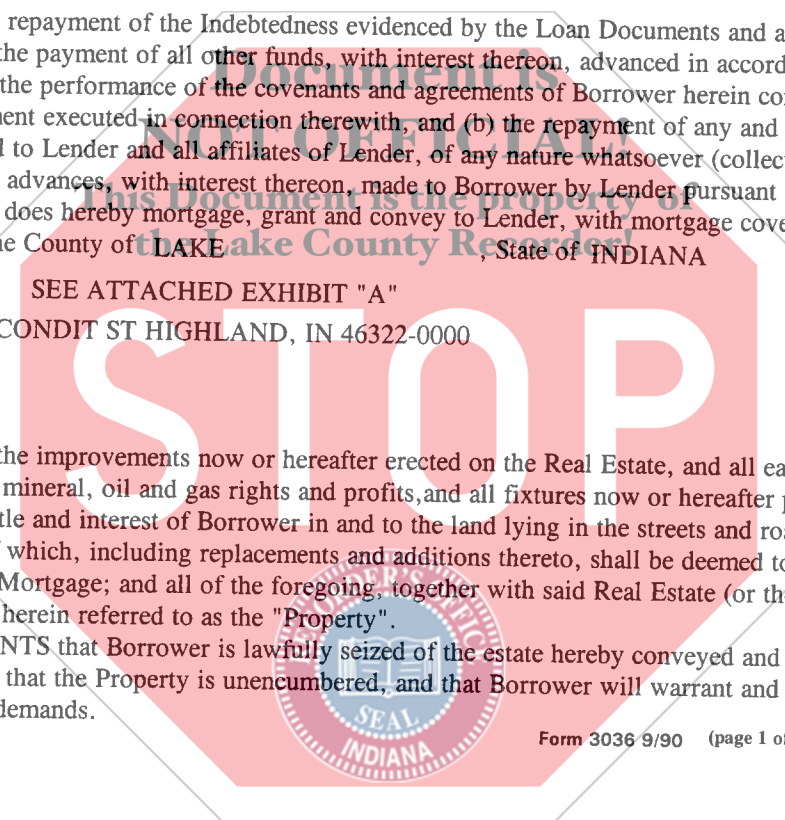 repayment of the Indebtedness evidenced by the Loan Documents and a
the payment of all other funds, with interest thereon, advanced in accord
the performance of the covenants and agreements of Borrower herein co
ent executed in connection therewith, and (b) the repayment of any and
to Lender and all affiliates of Lender, of any nature whatsoever (collec
advances, with interest thereon, made to Borrower by Lender pursuant
does hereby mortgage, grant and convey to Lender, with mortgage cove
e County of LAKE , State of INDIANA
Document is
NOT OFFICIAL!
This Document is the property of
the Lake County Recorder!
SEE ATTACHED EXHIBIT "A"
CONDIT ST HIGHLAND, IN 46322-0000
STOP
the improvements now or hereafter erected on the Real Estate, and all ea
mineral, oil and gas rights and profits,and all fixtures now or hereafter p
tle and interest of Borrower in and to the land lying in the streets and ro
which, including replacements and additions thereto, shall be deemed to
Mortgage; and all of the foregoing, together with said Real Estate (or th
herein referred to as the "Property".
NTS that Borrower is lawfully seized of the estate hereby conveyed and
that the Property is unencumbered, and that Borrower will warrant and
demands.
RECORDER'S OFFIC
SEAL
INDIANA
Form 3036 9/90 (page 1 o